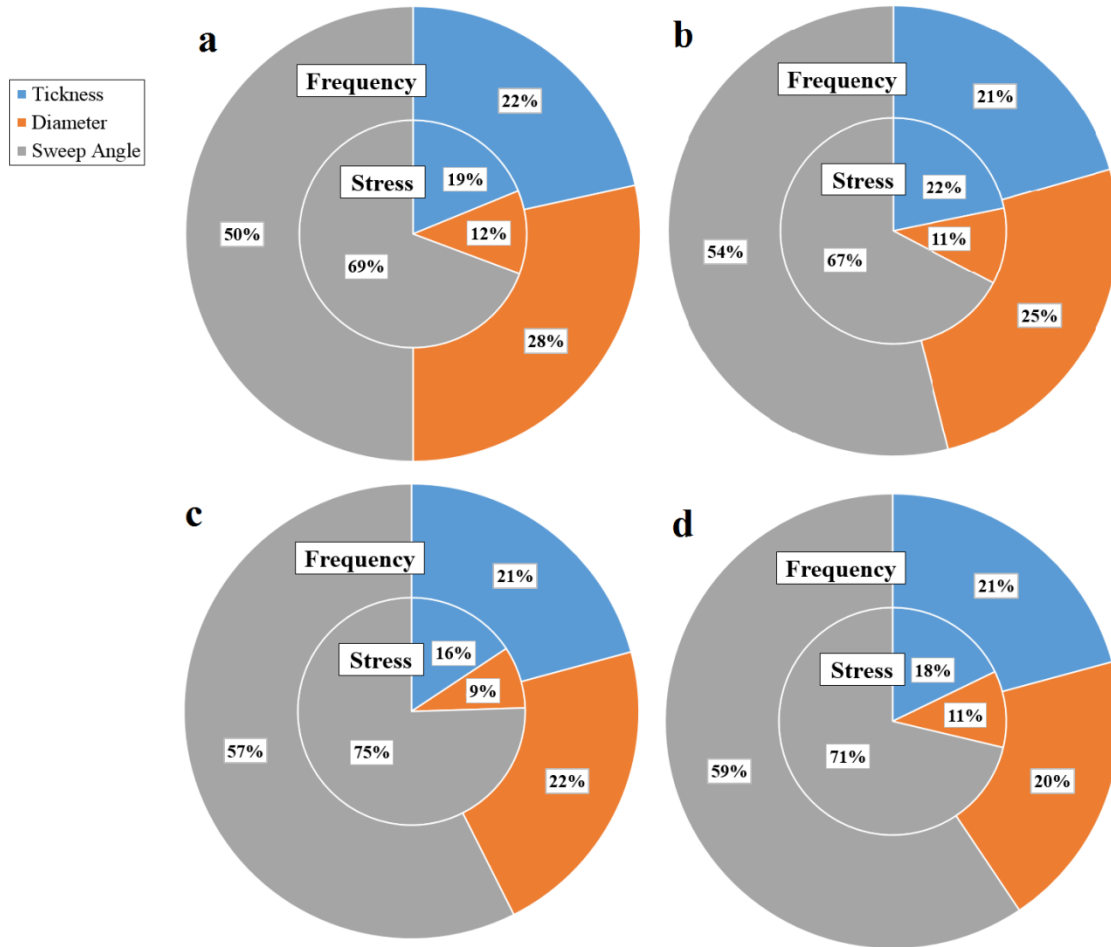 Tickness
Diameter
Sweep Angle
a
Frequency
22%
Stress
19%
50%
12%
69%
28%
b
Frequency
21%
Stress
22%
54%
11%
67%
25%
c
Frequency
21%
Stress
16%
9%
57%
75%
22%
d
Frequency
21%
Stress
18%
11%
59%
71%
20%